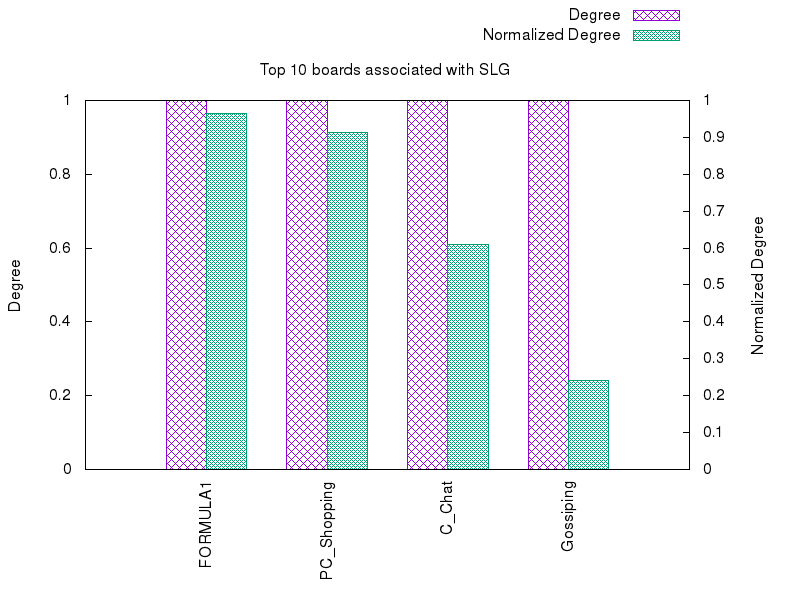 Degree
Normalized Degree
Top 10 boards associated with SLG
1
0.8
0.6
0.4
0.2
0
Degree
1
0.9
0.8
0.7
0.6
0.5
0.4
0.3
0.2
0.1
0
Normalized Degree
FORMULA1
PC_Shopping
C_Chat
Gossiping